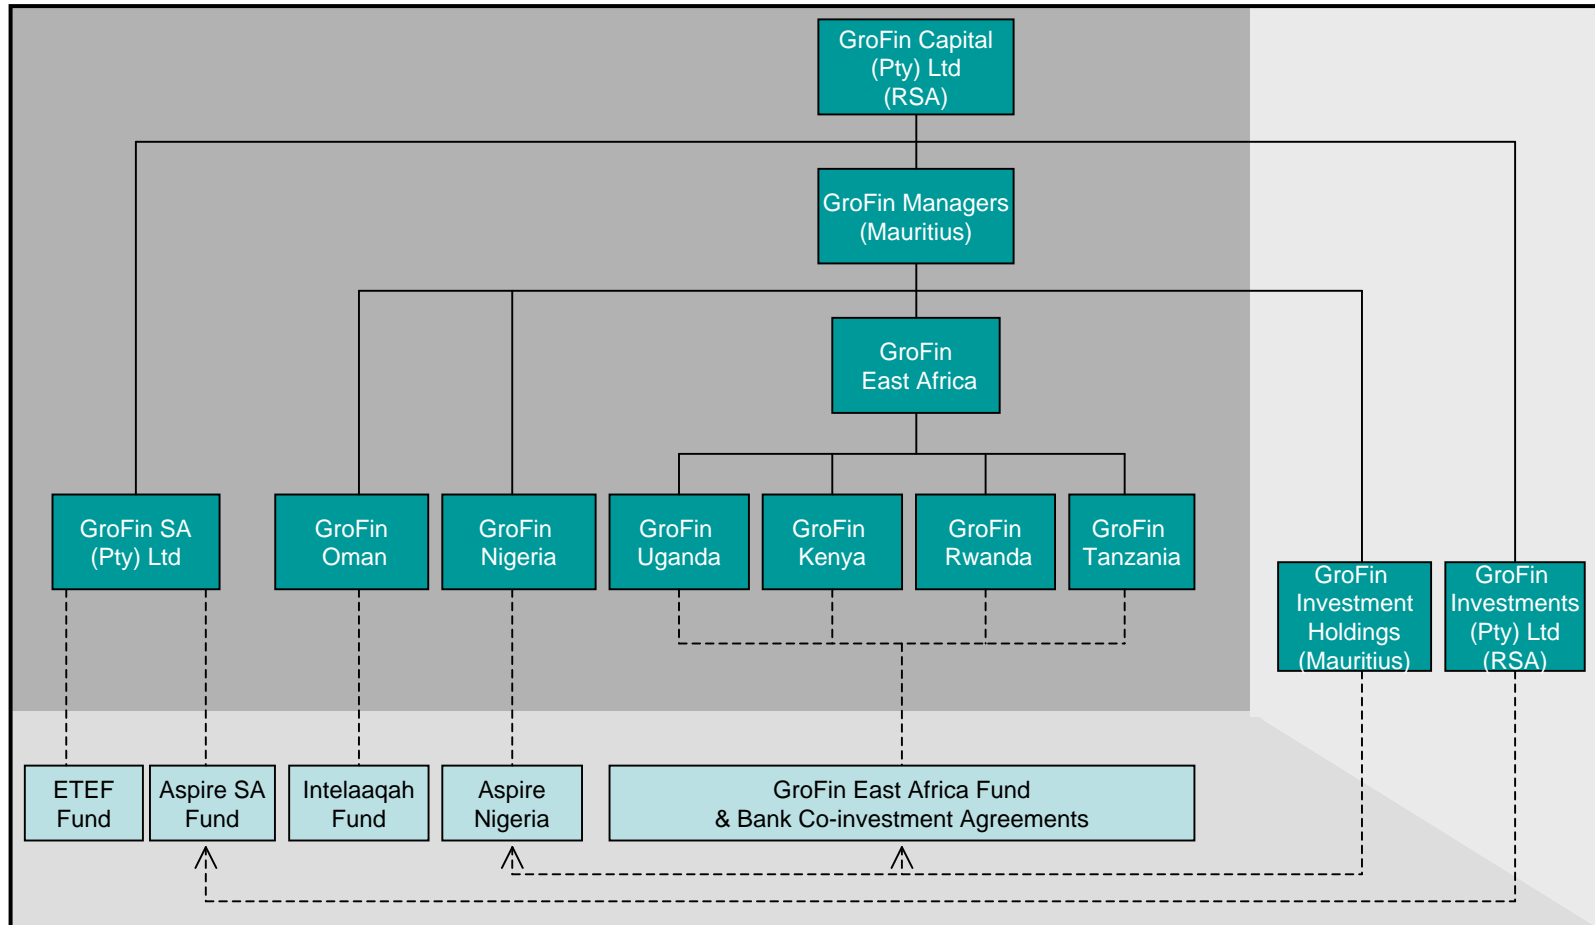 GroFin Capital
(Pty) Ltd
(RSA)
GroFin Managers
(Mauritius)
GroFin
East Africa
GroFin SA
(Pty) Ltd
GroFin
Oman
GroFin
Nigeria
GroFin
Uganda
GroFin
Kenya
GroFin
Rwanda
GroFin
Tanzania
GroFin
Investment
Holdings
(Mauritius)
GroFin
Investments
(Pty) Ltd
(RSA)
ETEF
Fund
Aspire SA
Fund
Intelaaqah
Fund
Aspire
Nigeria
GroFin East Africa Fund
& Bank Co-investment Agreements